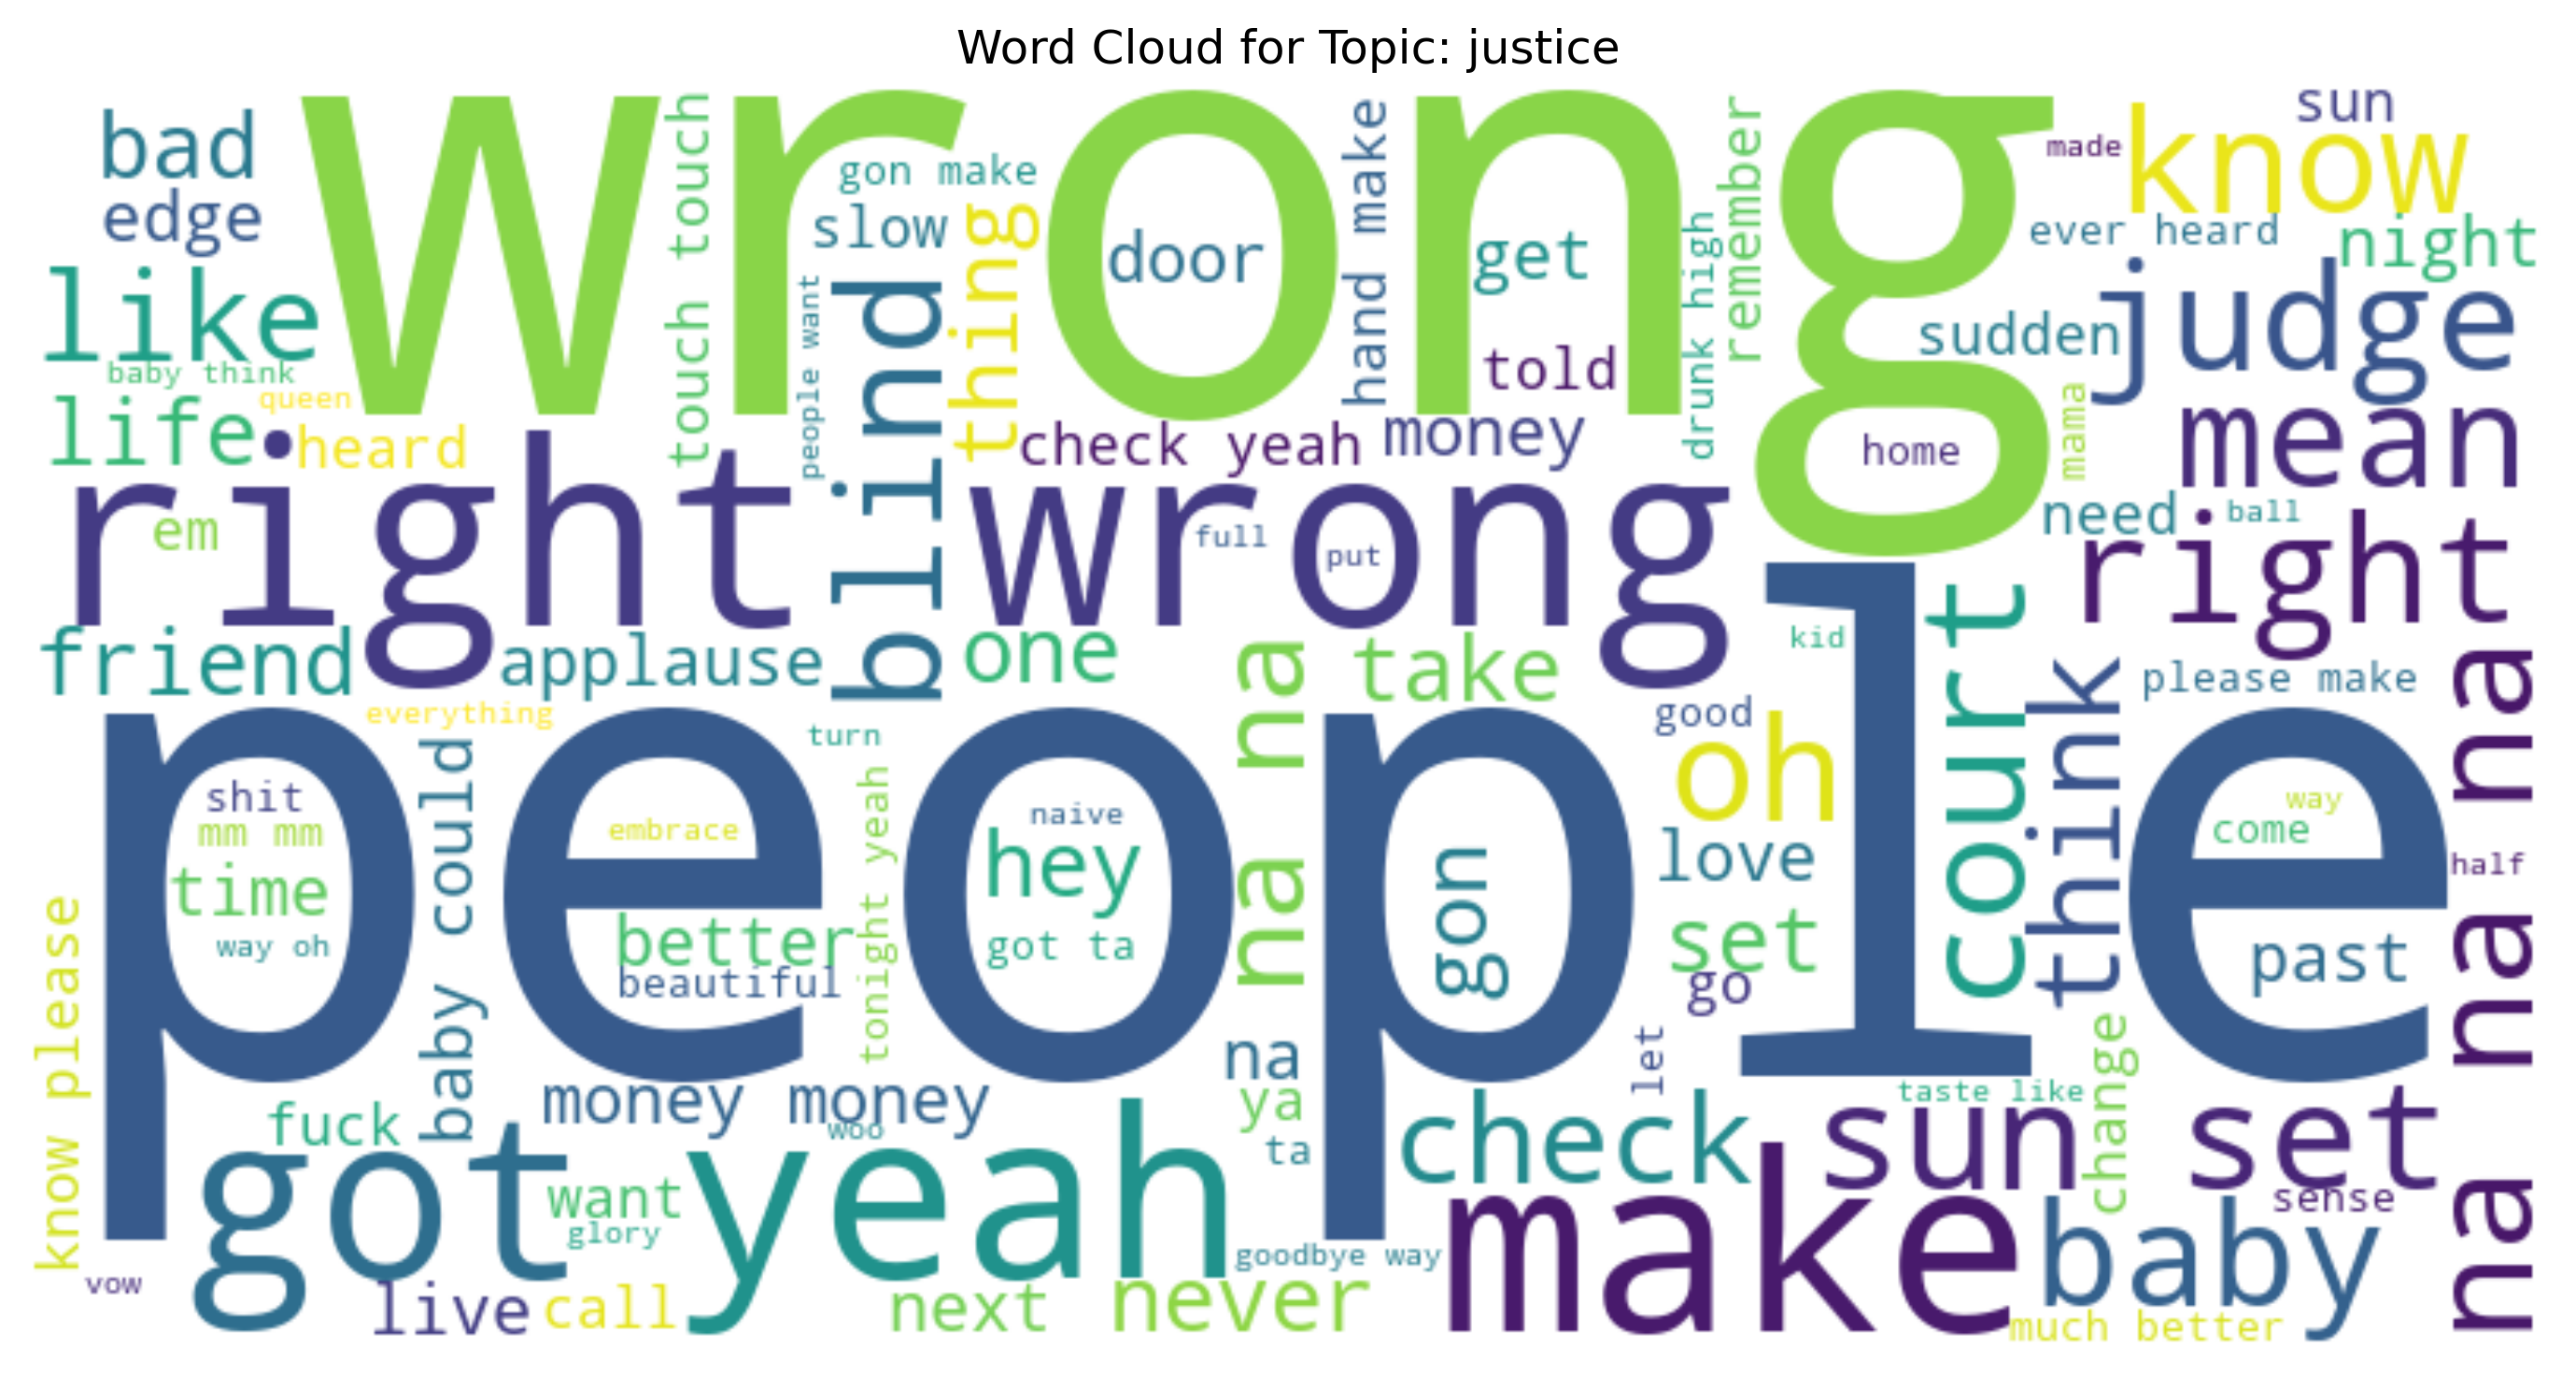 Word Cloud for Topic: justice
wrong
people
bad
edge
like
baby think
queen
life
heard
touch touch
touch touch
gon make
slow
people want
blind
thing
door
hand make
get
told
drunk high
remember
made
know
sun
ever heard
night
sudden
judge
mama
mean
home
check yeah
money
right wrong
em
full
put
need
ball
right
friend
applause
everything
one
na na
take
kid
court
think
please make
na na na na
turn
good
oh
shit
mm mm
time
way oh
baby could
embrace
better
beautiful
tonight yeah
naive
hey
got ta
gon
love
set
go
let
way
come
half
past
know please
fuck
money money
woo
na
ya
ta
check
taste like
sun set
change
sense
got
want
glory
yeah
goodbye way
make
baby
much better
vow
live
call
next
never